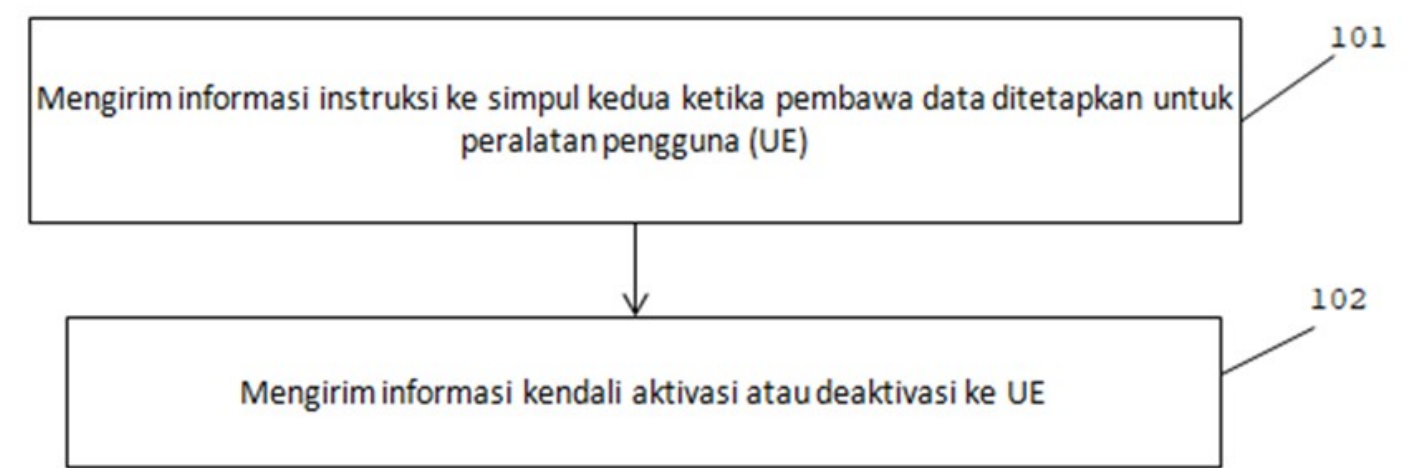 101
Mengirim informasi instruksi ke simpul kedua ketika pembawa data ditetapkan untuk
peralatan pengguna (UE)
102
Mengirim informasi kendali aktivasi atau deaktivasi ke UE